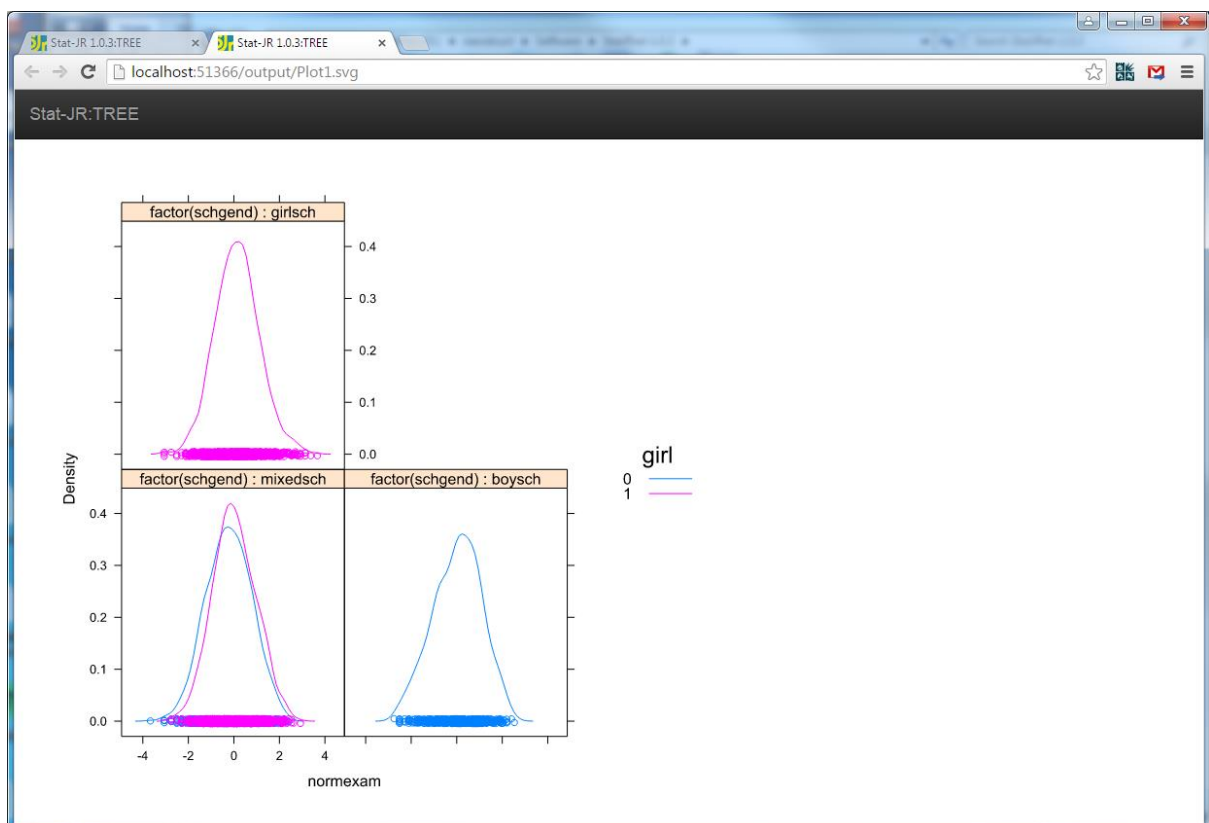 Stat-JR 1.0.3:TREE
Stat-JR 1.0.3:TREE
localhost:51366/output/Plot1.svg
Stat-JR:TREE
factor(schgend) : girlsch
0.4
0.3
0.2
0.1
0.0
Density
factor(schgend) : mixedsch
factor(schgend) : boysch
0.4
0.3
0.2
0.1
0.0
-4 -2 0 2 4
normexam
girl
0
1